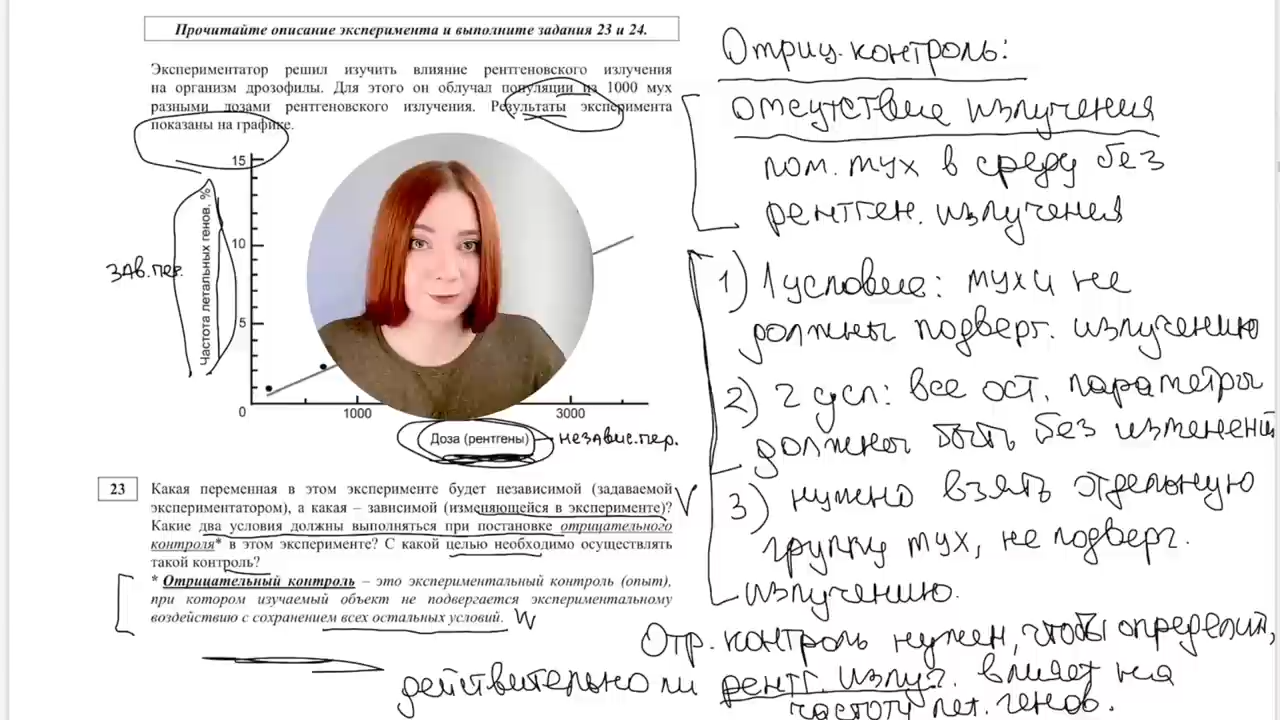 Прочитайте описание эксперимента и выполните задания 23 и 24.
Экспериментатор решил изучить влияние рентгеновского излучения
на организм дрозофилы. Для этого он облучал популяции из 1000 мух
разными дозами рентгеновского излучения. Результаты эксперимента
показаны на графике.
15
10
5
0
1000
3000
Частота летальных генов, %
зав.пер.
Доза (рентгены)
независ.пер.
23
Какая переменная в этом эксперименте будет независимой (задаваемой
экспериментатором), а какая – зависимой (изменяющейся в эксперименте)?
Какие два условия должны выполняться при постановке отрицательного
контроля* в этом эксперименте? С какой целью необходимо осуществлять
такой контроль?
* Отрицательный контроль – это экспериментальный контроль (опыт),
при котором изучаемый объект не подвергается экспериментальному
воздействию с сохранением всех остальных условий.
Отриц. контроль:
отсутствие излучения
пом. мух в среду без
рентген. излучения
1) 1 условие: мухи не
должны подверг. излучению
2) 2 усл: все ост. параметры
должны быть без изменений
3) нужно взять отдельную
группу мух, не подверг.
излучению.
Отр. контроль нужен, чтобы определит,
действительно ли рентг. излуч. влияет на
частоту лет. генов.